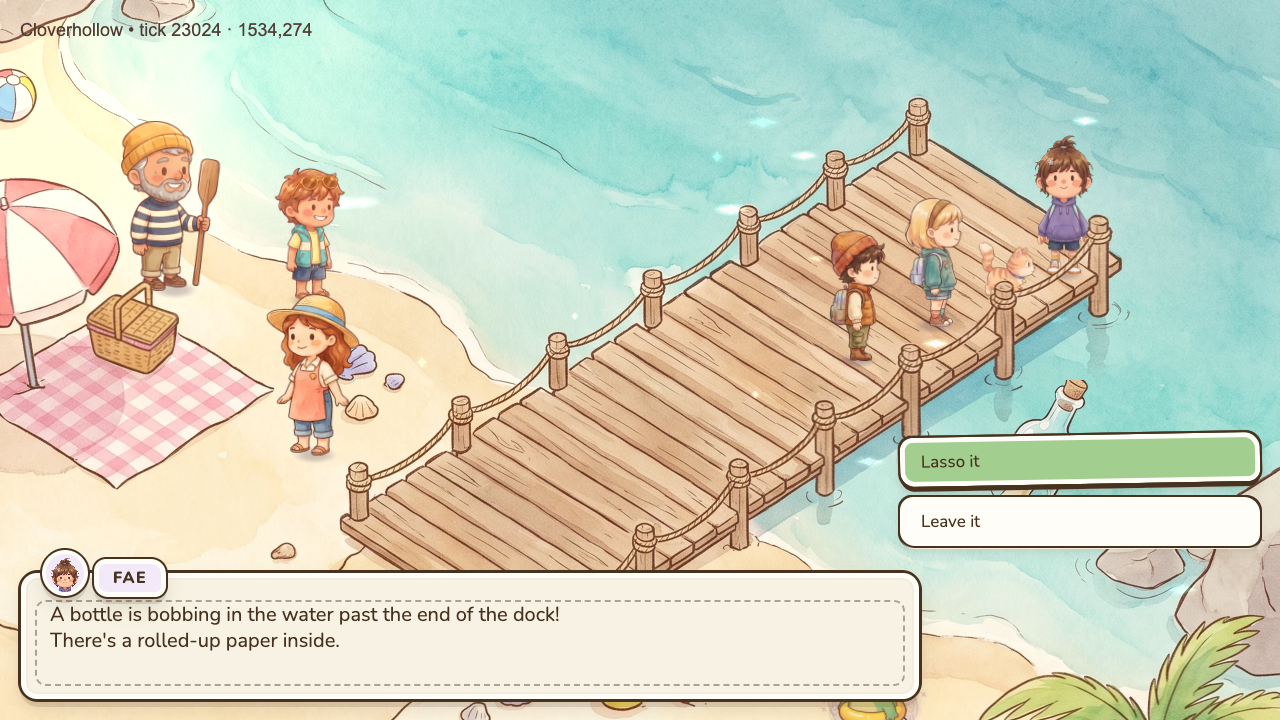 Cloverhollow • tick 23024 · 1534,274
Lasso it
Leave it
FAE
A bottle is bobbing in the water past the end of the dock!
There's a rolled-up paper inside.